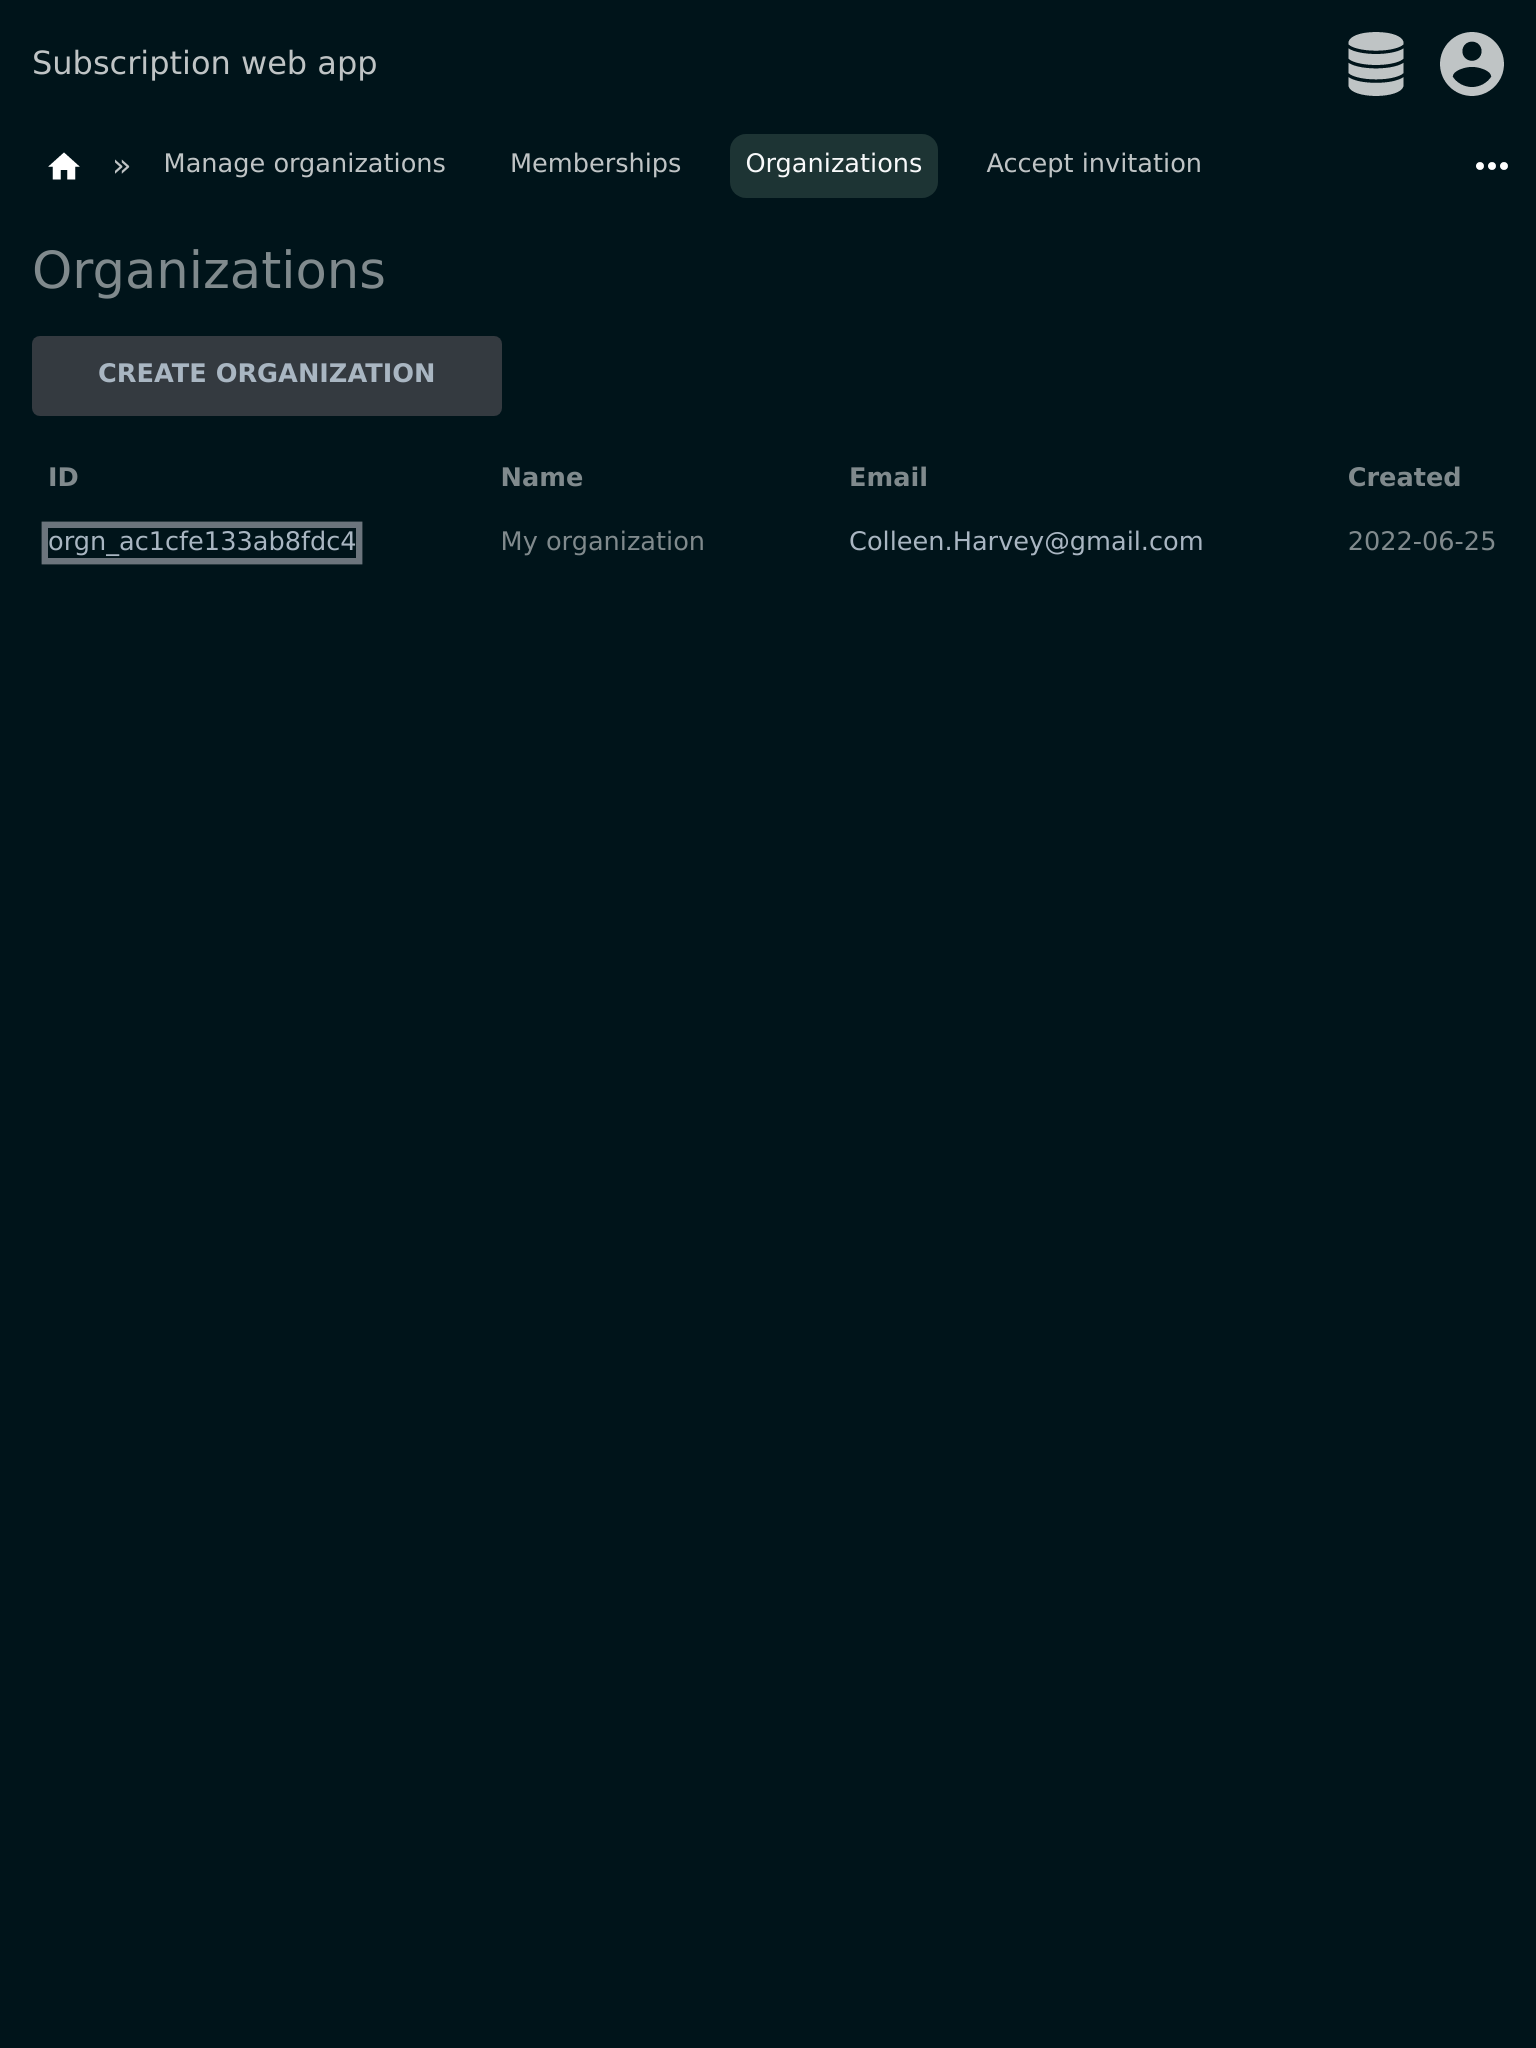 Subscription web app
» Manage organizations Memberships Organizations Accept invitation
Organizations
CREATE ORGANIZATION
ID Name Email Created
orgn_ac1cfe133ab8fdc4 My organization Colleen.Harvey@gmail.com 2022-06-25